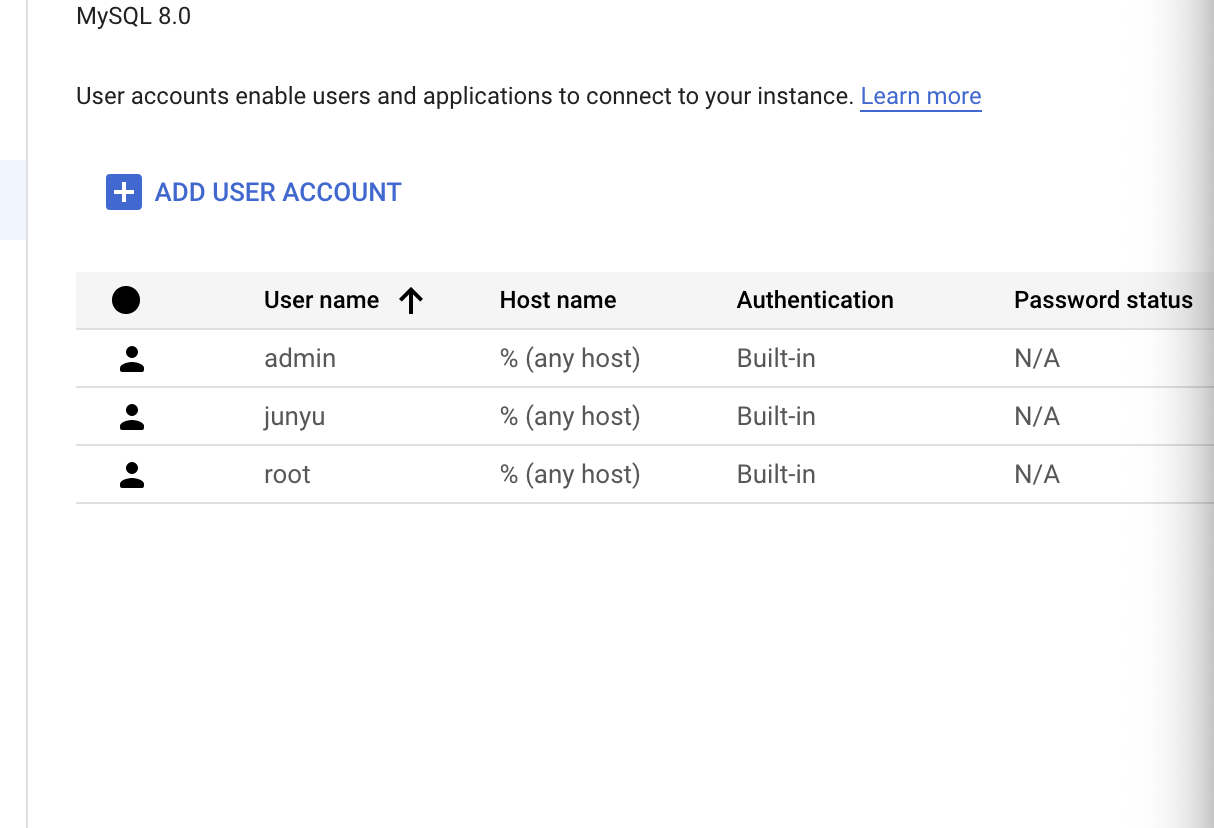 MySQL 8.0
User accounts enable users and applications to connect to your instance. Learn more
ADD USER ACCOUNT
User name Host name Authentication Password status
admin % (any host) Built-in N/A
junyu % (any host) Built-in N/A
root % (any host) Built-in N/A